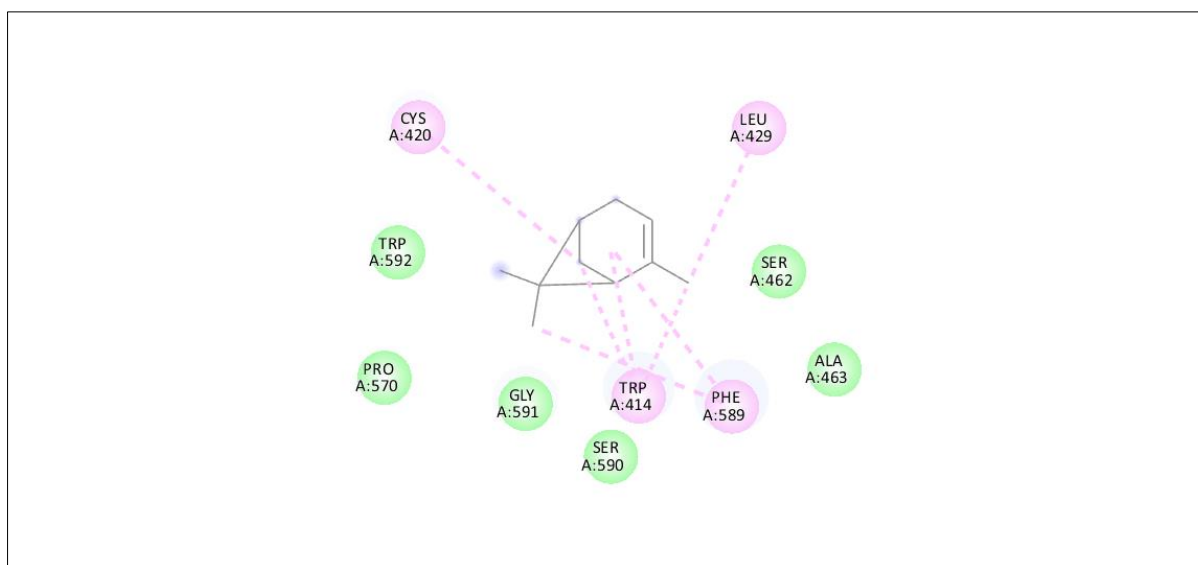 CYS
A:420
LEU
A:429
TRP
A:592
SER
A:462
PRO
A:570
GLY
A:591
TRP
A:414
PHE
A:589
ALA
A:463
SER
A:590